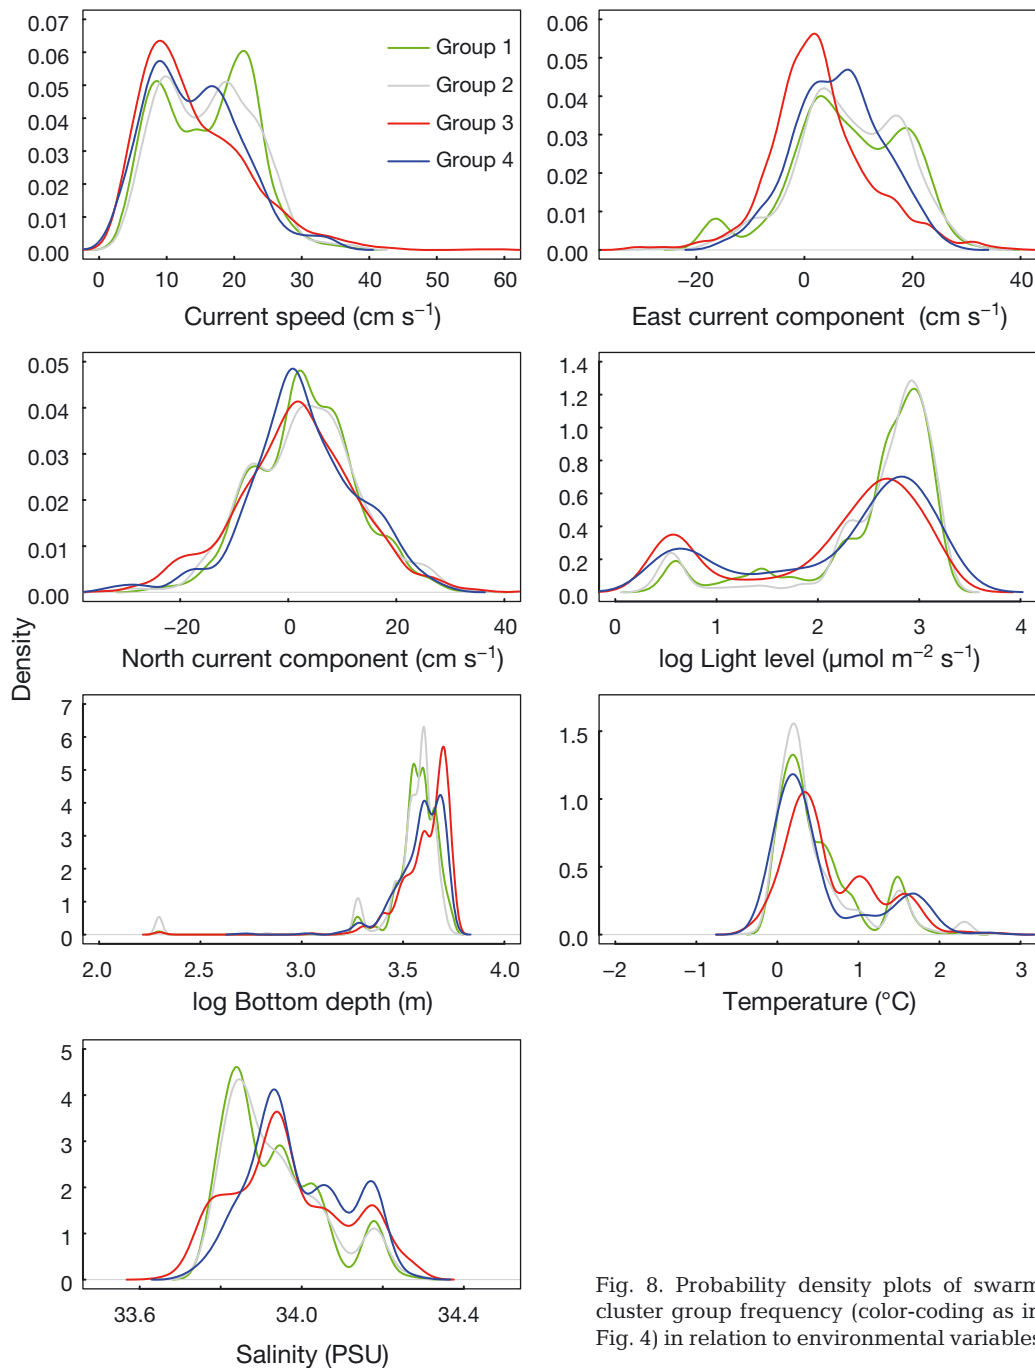 0.07
0.06
0.05
0.04
0.03
0.02
0.01
0.00
0 10 20 30 40 50 60
Current speed (cm s⁻¹)
Group 1
Group 2
Group 3
Group 4
0.06
0.05
0.04
0.03
0.02
0.01
0.00
−20 0 20 40
East current component (cm s⁻¹)
0.05
0.04
0.03
0.02
0.01
0.00
−20 0 20 40
North current component (cm s⁻¹)
1.4
1.2
1.0
0.8
0.6
0.4
0.2
0.0
0 1 2 3 4
log Light level (µmol m⁻² s⁻¹)
Density
7
6
5
4
3
2
1
0
2.0 2.5 3.0 3.5 4.0
log Bottom depth (m)
1.5
1.0
0.5
0.0
−2 −1 0 1 2 3
Temperature (°C)
5
4
3
2
1
0
33.6 34.0 34.4
Salinity (PSU)
Fig. 8. Probability density plots of swarm
cluster group frequency (color-coding as in
Fig. 4) in relation to environmental variables